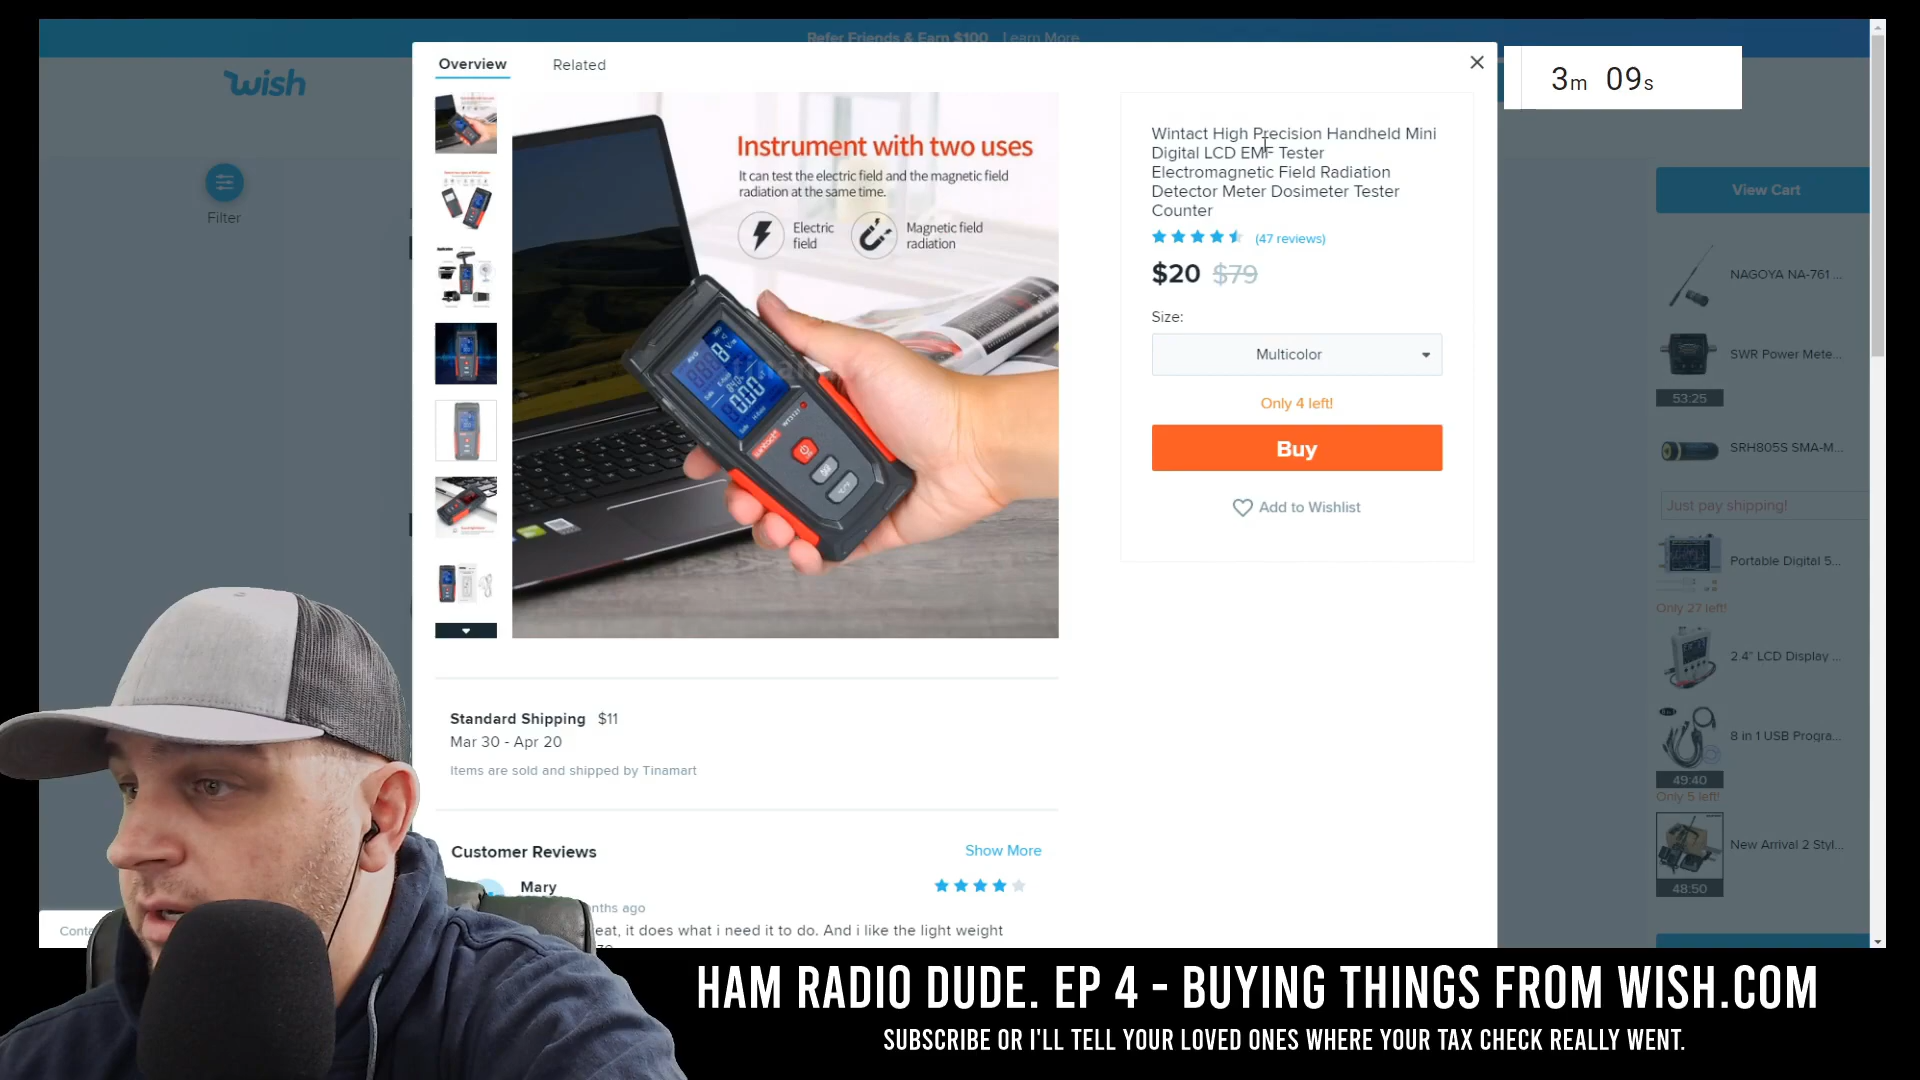 Refer Friends & Earn $100 Learn More
wish
Overview
Related
3m 09s
Filter
Instrument with two uses
It can test the electric field and the magnetic field
radiation at the same time.
Electric
field
Magnetic field
radiation
Wintact High Precision Handheld Mini
Digital LCD EMF Tester
Electromagnetic Field Radiation
Detector Meter Dosimeter Tester
Counter
(47 reviews)
$20 $79
Size:
Multicolor
Only 4 left!
Buy
Add to Wishlist
View Cart
NAGOYA NA-761 ...
SWR Power Mete...
53:25
SRH805S SMA-M...
Just pay shipping!
Portable Digital 5...
Only 27 left!
2.4" LCD Display ...
8 in 1 USB Progra...
49:40
Only 5 left!
New Arrival 2 Styl...
48:50
Standard Shipping $11
Mar 30 - Apr 20
Items are sold and shipped by Tinamart
Customer Reviews
Show More
Mary
nths ago
eat, it does what i need it to do. And i like the light weight
Conta
HAM RADIO DUDE. EP 4 - BUYING THINGS FROM WISH.COM
SUBSCRIBE OR I'LL TELL YOUR LOVED ONES WHERE YOUR TAX CHECK REALLY WENT.